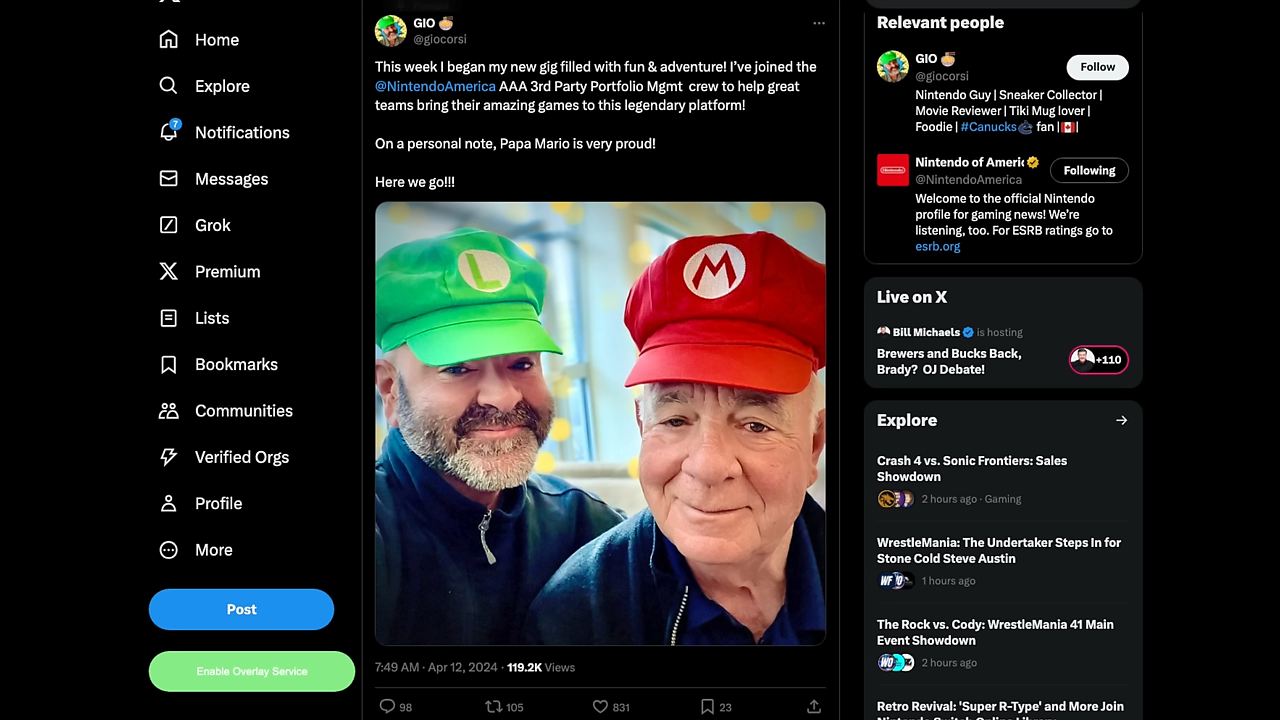 Home
Explore
7
Notifications
Messages
Grok
Premium
Lists
Bookmarks
Communities
Verified Orgs
Profile
More
Post
Enable Overlay Service
GIO
@giocorsi
This week I began my new gig filled with fun & adventure! I’ve joined the
@NintendoAmerica AAA 3rd Party Portfolio Mgmt crew to help great
teams bring their amazing games to this legendary platform!
On a personal note, Papa Mario is very proud!
Here we go!!!
L
M
7:49 AM · Apr 12, 2024 · 119.2K Views
98
105
831
23
Relevant people
GIO
@giocorsi
Follow
Nintendo Guy | Sneaker Collector |
Movie Reviewer | Tiki Mug lover |
Foodie | #Canucks fan | |
Nintendo
Nintendo of Americ
@NintendoAmerica
Following
Welcome to the official Nintendo
profile for gaming news! We’re
listening, too. For ESRB ratings go to
esrb.org
Live on X
Bill Michaels is hosting
Brewers and Bucks Back,
Brady? OJ Debate!
+110
Explore
Crash 4 vs. Sonic Frontiers: Sales
Showdown
2 hours ago · Gaming
WrestleMania: The Undertaker Steps In for
Stone Cold Steve Austin
1 hours ago
The Rock vs. Cody: WrestleMania 41 Main
Event Showdown
2 hours ago
Retro Revival: 'Super R-Type' and More Join
Nintendo Switch Online Library